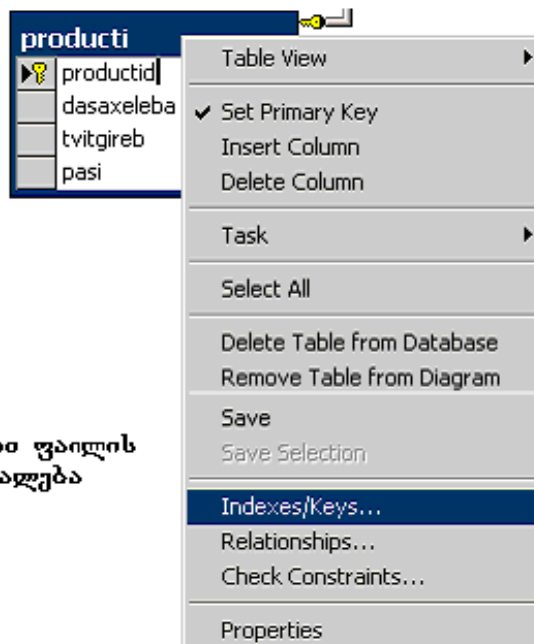 producti
productid
dasaxeleba
tvitgireb
pasi
Table View
Set Primary Key
Insert Column
Delete Column
Task
Select All
Delete Table from Database
Remove Table from Diagram
Save
Save Selection
Indexes/Keys...
Relationships...
Check Constraints...
Properties
ფაილის